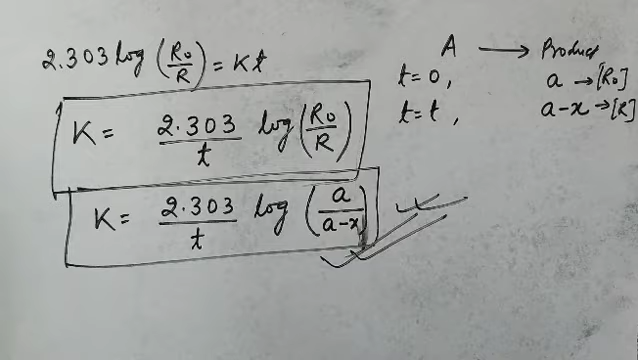 2.303 log (R₀/R) = Kt
K = 2.303/t log (R₀/R)
K = 2.303/t log (a/a-x)
A → Product
t = 0, a → [R₀]
t = t, a-x → [R]